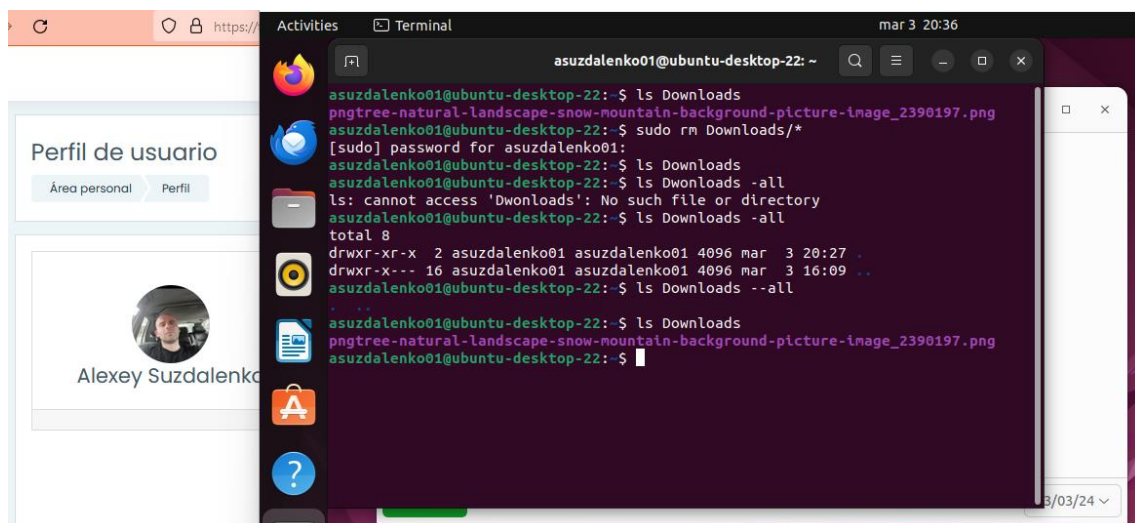 https://
Activities
Terminal
mar 3 20:36
asuzdalenko01@ubuntu-desktop-22: ~
asuzdalenko01@ubuntu-desktop-22:~$ ls Downloads
pngtree-natural-landscape-snow-mountain-background-picture-image_2390197.png
asuzdalenko01@ubuntu-desktop-22:~$ sudo rm Downloads/*
[sudo] password for asuzdalenko01:
asuzdalenko01@ubuntu-desktop-22:~$ ls Downloads
asuzdalenko01@ubuntu-desktop-22:~$ ls Dwonloads -all
ls: cannot access 'Dwonloads': No such file or directory
asuzdalenko01@ubuntu-desktop-22:~$ ls Downloads -all
total 8
drwxr-xr-x  2 asuzdalenko01 asuzdalenko01 4096 mar  3 20:27 .
drwxr-x--- 16 asuzdalenko01 asuzdalenko01 4096 mar  3 16:09 ..
asuzdalenko01@ubuntu-desktop-22:~$ ls Downloads --all
.  ..
asuzdalenko01@ubuntu-desktop-22:~$ ls Downloads
pngtree-natural-landscape-snow-mountain-background-picture-image_2390197.png
asuzdalenko01@ubuntu-desktop-22:~$
Perfil de usuario
Área personal
Perfil
Alexey Suzdalenko
3/03/24